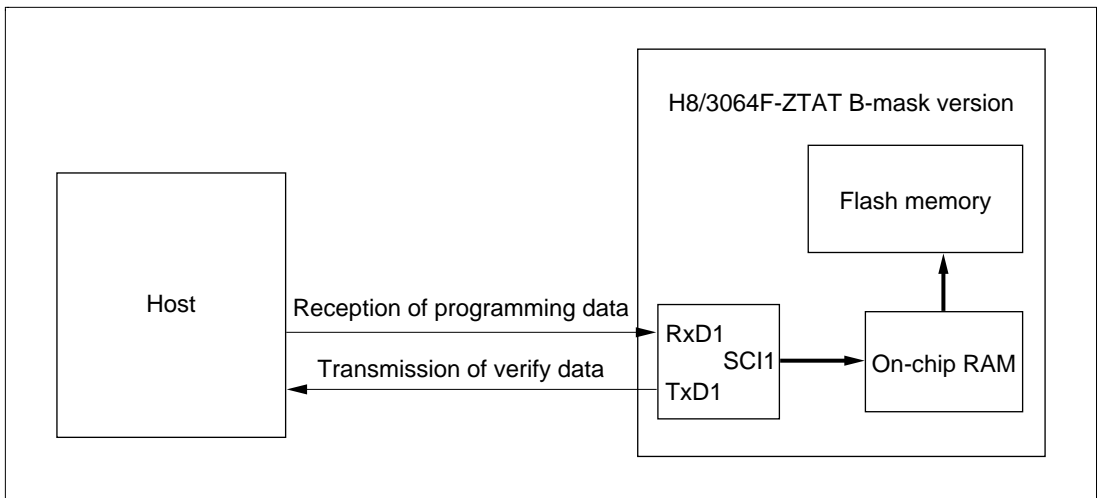 H8/3064F-ZTAT B-mask version
Flash memory
Host
Reception of programming data
RxD1
SCI1
On-chip RAM
Transmission of verify data
TxD1